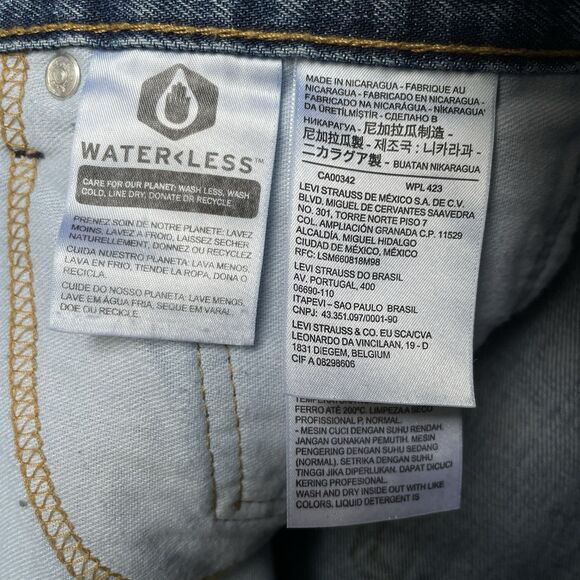 WATER<LESS™
CARE FOR OUR PLANET: WASH LESS, WASH
COLD, LINE DRY, DONATE OR RECYCLE.
PRENEZ SOIN DE NOTRE PLANÈTE: LAVEZ
MOINS, LAVEZ A FROID, LAISSEZ SECHER
NATURELLEMENT, DONNEZ OU RECYCLEZ
CUIDA NUESTRO PLANETA: LAVA MENOS,
LAVA EN FRIO, TIENDE LA ROPA, DONA O
RECICLA.
CUIDE DO NOSSO PLANETA: LAVE MENOS,
LAVE EM ÁGUA FRIA, SEQUE EM VARAL,
DOE OU RECICLE.
MADE IN NICARAGUA - FABRIQUE AU
NICARAGUA - FABRICADO EN NICARAGUA -
FABRICADO NA NICARÁGUA - NİKARAGUA'
DA ÜRETİLMİŞTİR - СДЕЛАНО В
НИКАРАГУА - 尼加拉瓜制造 -
尼加拉瓜製 - 제조국 : 니카라과 -
ニカラグア製 - BUATAN NIKARAGUA
CA00342 WPL 423
LEVI STRAUSS DE MÉXICO S.A. DE C.V.
BLVD. MIGUEL DE CERVANTES SAAVEDRA
NO. 301, TORRE NORTE PISO 7
COL. AMPLIACIÓN GRANADA C.P. 11529
ALCALDÍA. MIGUEL HIDALGO
CIUDAD DE MÉXICO, MÉXICO
RFC: LSM660818M98
LEVI STRAUSS DO BRASIL
AV. PORTUGAL, 400
06690-110
ITAPEVI – SAO PAULO BRASIL
CNPJ: 43.351.097/0001-90
LEVI STRAUSS & CO. EU SCA/CVA
LEONARDO DA VINCILAAN, 19 - D
1831 DIEGEM, BELGIUM
CIF A 08298606
FERRO ATÉ 200°C. LIMPEZA A SECO
PROFISSIONAL P, NORMAL.
- MESIN CUCI DENGAN SUHU RENDAH.
JANGAN GUNAKAN PEMUTIH. MESIN
PENGERING DENGAN SUHU SEDANG
(NORMAL). SETRIKA DENGAN SUHU
TINGGI JIKA DIPERLUKAN. DAPAT DICUCI
KERING PROFESIONAL.
WASH AND DRY INSIDE OUT WITH LIKE
COLORS. LIQUID DETERGENT IS